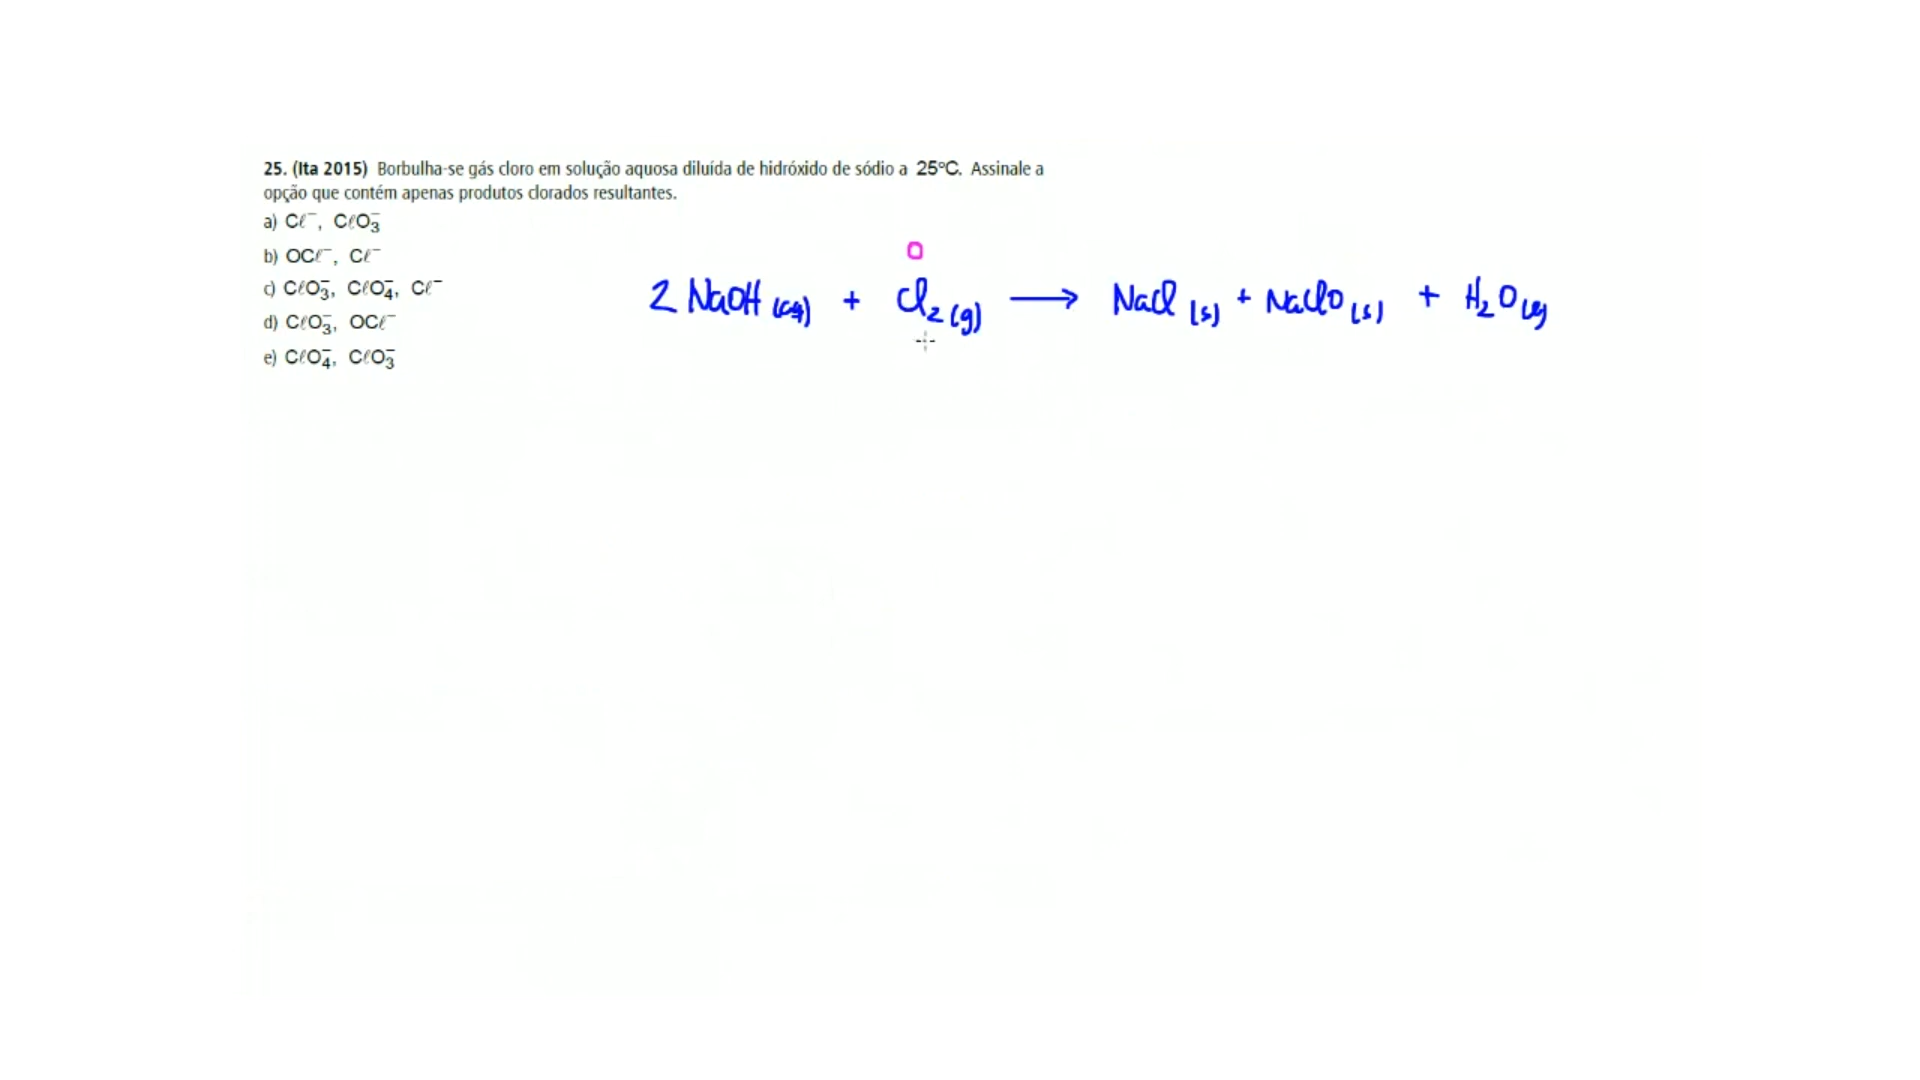 25. (Ita 2015) Borbulha-se gás cloro em solução aquosa diluída de hidróxido de sódio a 25°C. Assinale a
opção que contém apenas produtos clorados resultantes.
a) Cℓ⁻, CℓO₃⁻
b) OCℓ⁻, Cℓ⁻
c) CℓO₃⁻, CℓO₄⁻, Cℓ⁻
d) CℓO₃⁻, OCℓ⁻
e) CℓO₄⁻, CℓO₃⁻
0
2 NaOH (aq) + Cl₂ (g) → NaCl (s) + NaClO (s) + H₂O